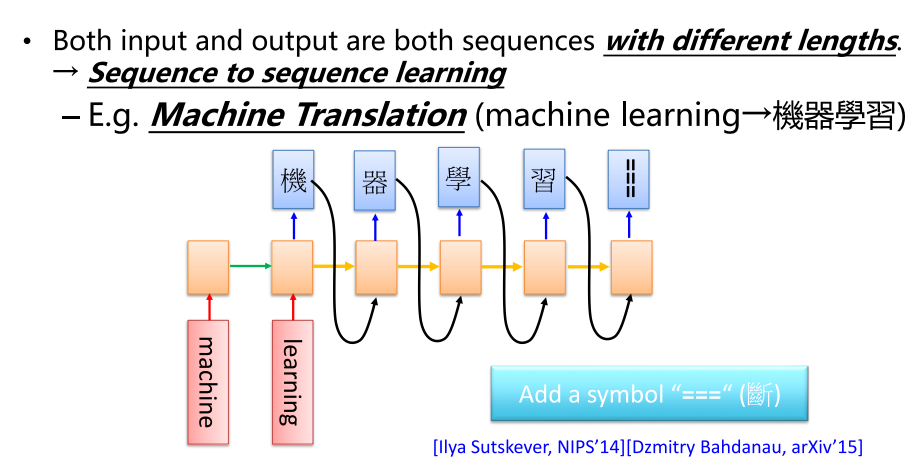 • Both input and output are both sequences with different lengths.
→ Sequence to sequence learning
– E.g. Machine Translation (machine learning→機器學習)
機 器 學 習 ===
machine learning
Add a symbol “===“ (斷)
[Ilya Sutskever, NIPS’14][Dzmitry Bahdanau, arXiv’15]